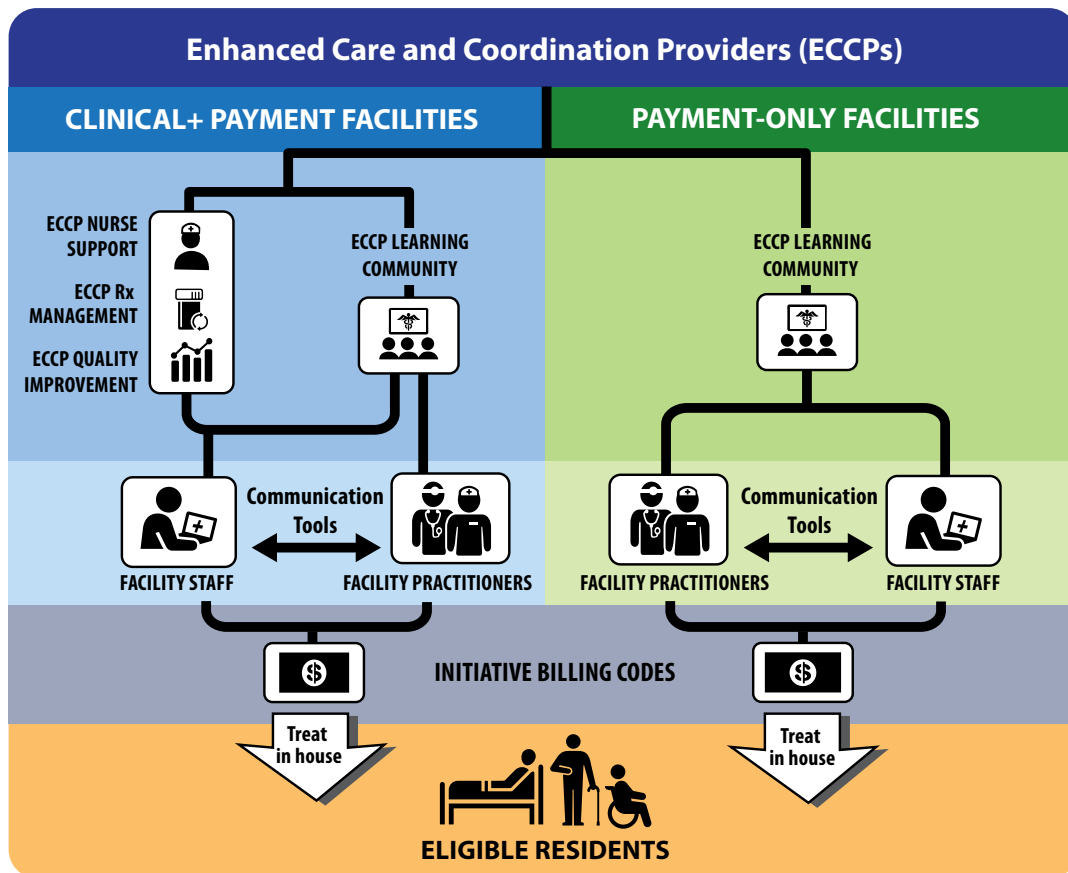 Enhanced Care and Coordination Providers (ECCPs)
CLINICAL+ PAYMENT FACILITIES
PAYMENT-ONLY FACILITIES
ECCP NURSE
SUPPORT
ECCP Rx
MANAGEMENT
ECCP QUALITY
IMPROVEMENT
ECCP LEARNING
COMMUNITY
ECCP LEARNING
COMMUNITY
Communication
Tools
FACILITY STAFF
FACILITY PRACTITIONERS
Communication
Tools
FACILITY PRACTITIONERS
FACILITY STAFF
$
INITIATIVE BILLING CODES
$
Treat
in house
Treat
in house
ELIGIBLE RESIDENTS